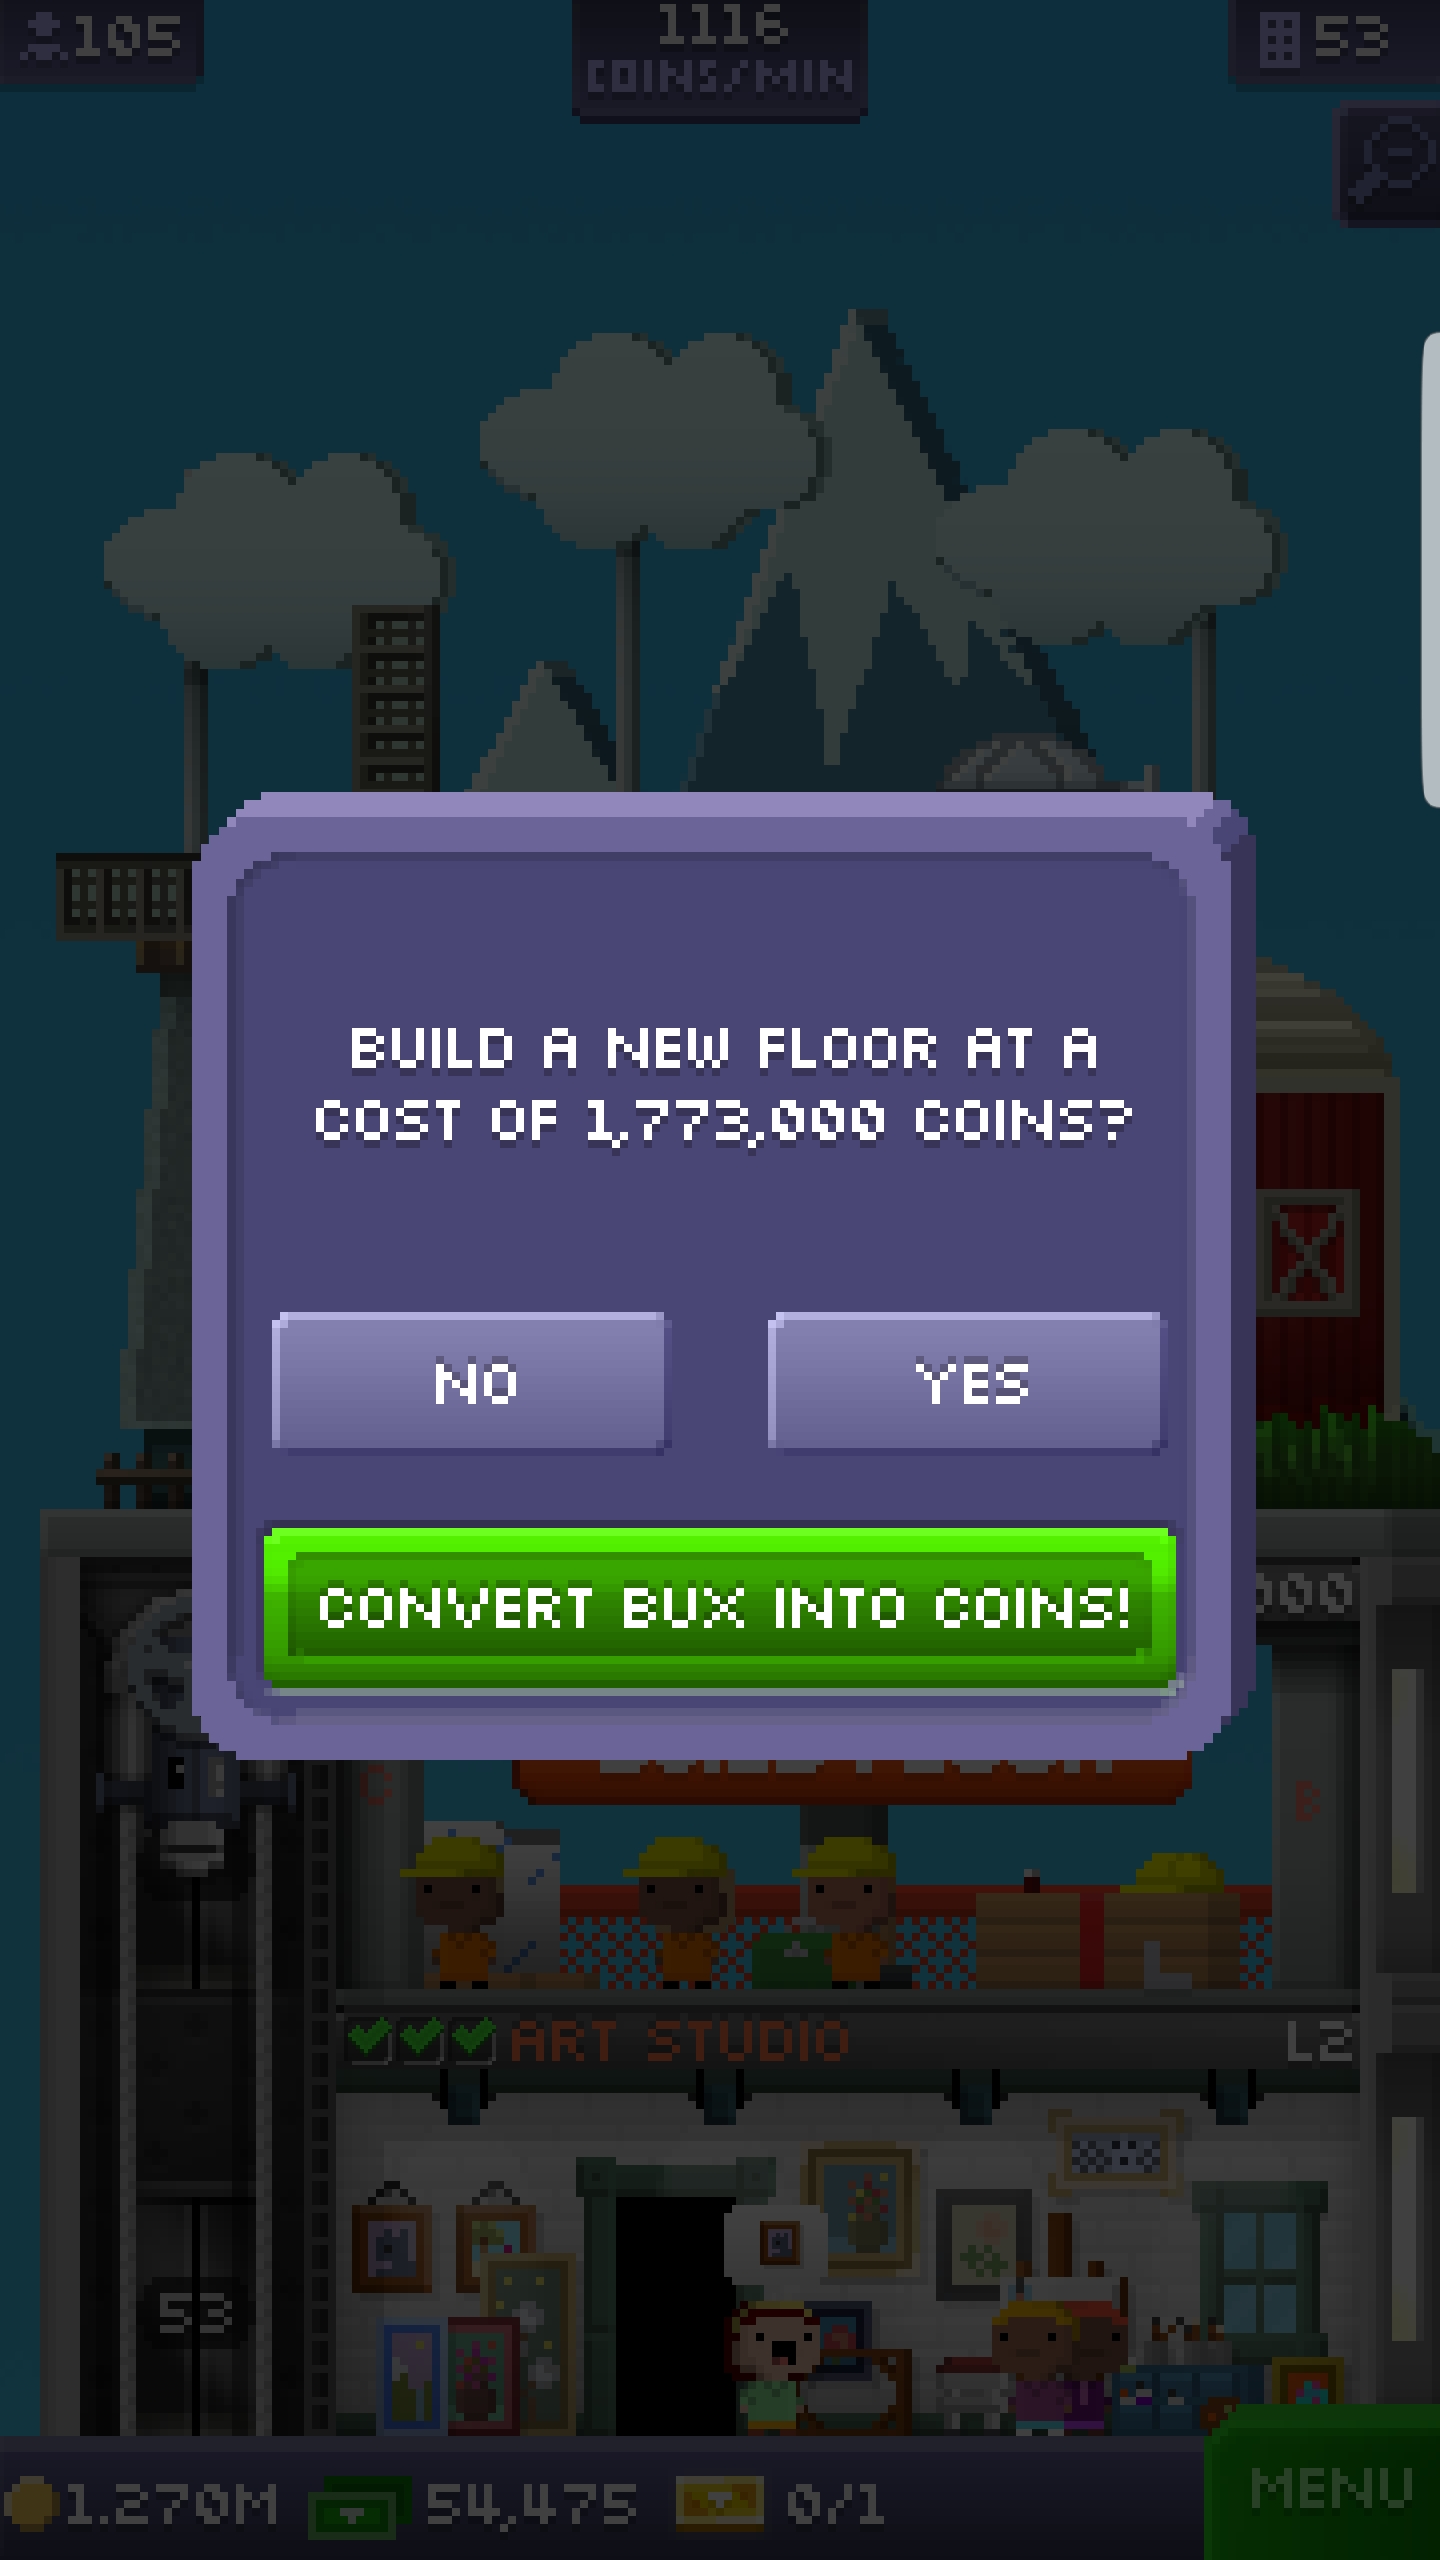 105
1116
COINS/MIN
53
BUILD A NEW FLOOR AT A
COST OF 1,773,000 COINS?
NO
YES
CONVERT BUX INTO COINS!
000
C
B
ART STUDIO
L2
53
1.270M
54,475
0/1
MENU